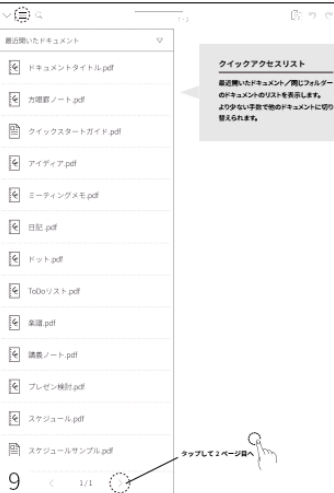 1-2
最近開いたドキュメント
ドキュメントタイトル.pdf
方眼罫ノート.pdf
クイックスタートガイド.pdf
アイディア.pdf
ミーティングメモ.pdf
日記.pdf
ドット.pdf
ToDoリスト.pdf
楽譜.pdf
講義ノート.pdf
プレゼン検討.pdf
スケジュール.pdf
スケジュールサンプル.pdf
9
1/1
クイックアクセスリスト
最近開いたドキュメント／同じフォルダー
のドキュメントのリストを表示します。
より少ない手数で他のドキュメントに切り
替えられます。
タップして 2 ページ目へ